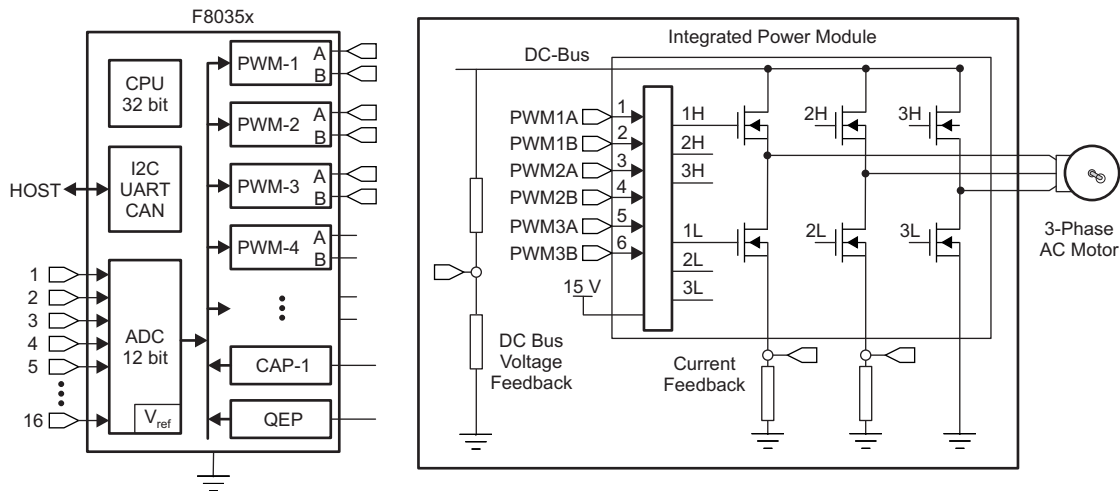 F8035x
CPU
32 bit
I2C
UART
CAN
HOST
1
2
3
4
5
16
ADC
12 bit
Vref
PWM-1
A
B
PWM-2
A
B
PWM-3
A
B
PWM-4
A
B
CAP-1
QEP
Integrated Power Module
DC-Bus
PWM1A
PWM1B
PWM2A
PWM2B
PWM3A
PWM3B
1
2
3
4
5
6
15 V
1H
2H
3H
1L
2L
3L
2H
3H
2L
3L
DC Bus
Voltage
Feedback
Current
Feedback
3-Phase
AC Motor